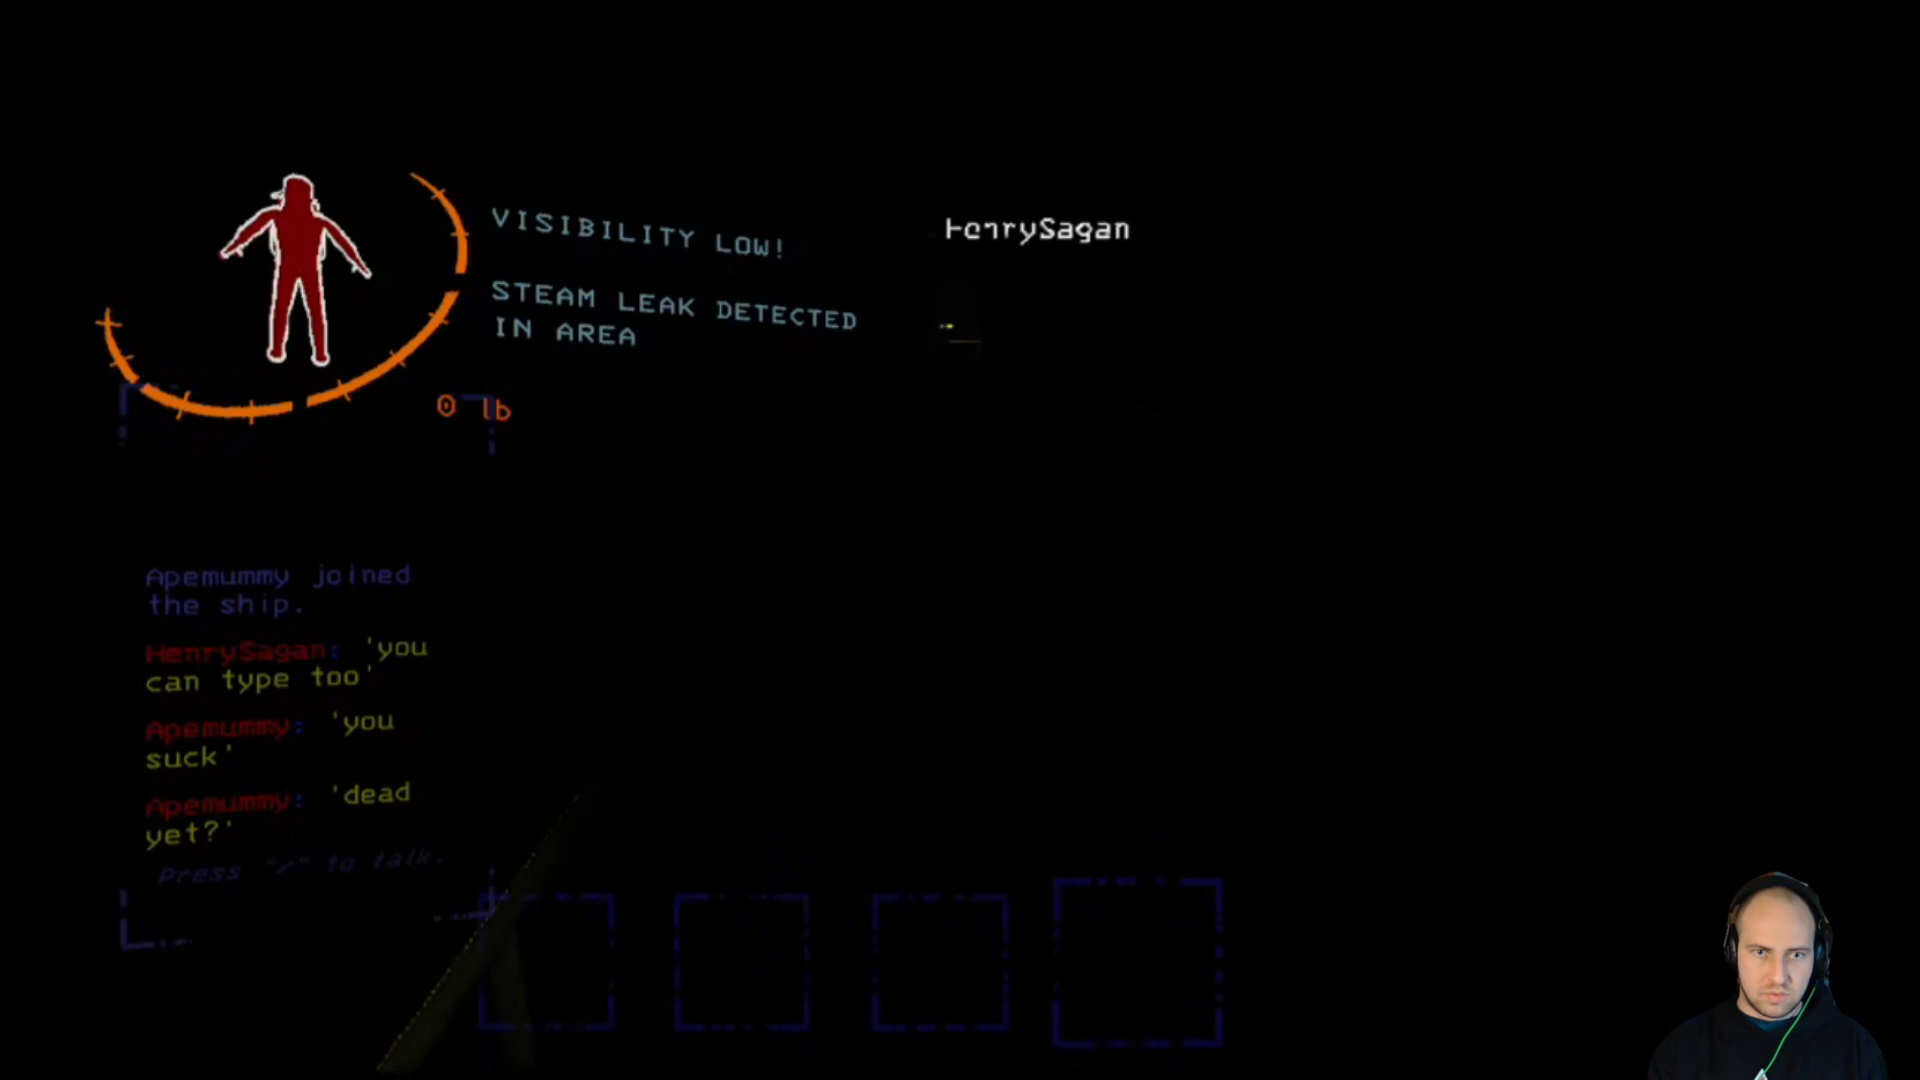 VISIBILITY LOW!
STEAM LEAK DETECTED
IN AREA
HenrySagan
0 lb
Apemummy joined
the ship.
HenrySagan: 'you
can type too'
Apemummy: 'you
suck'
Apemummy: 'dead
yet?'
Press "/" to talk.